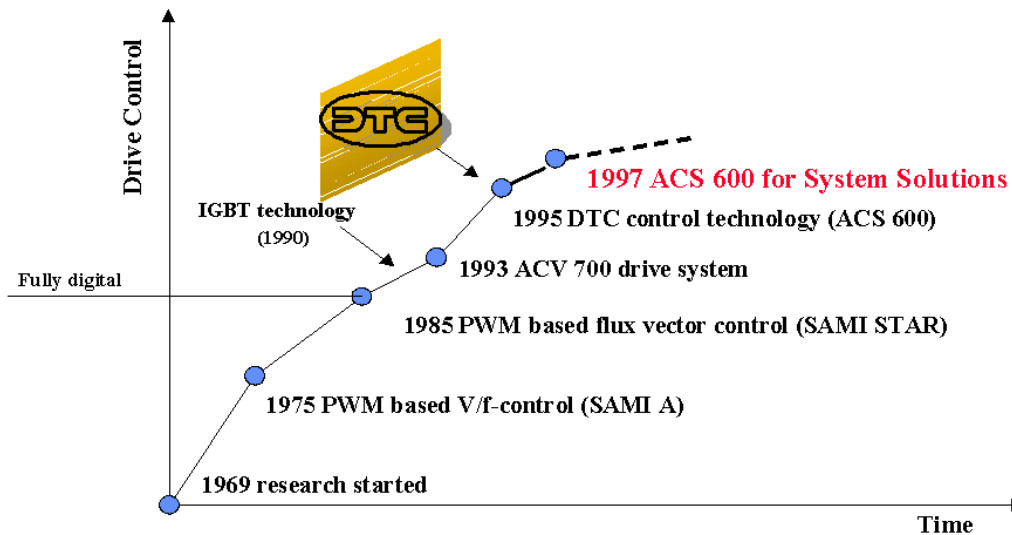 Drive Control
DTC
1997 ACS 600 for System Solutions
IGBT technology
(1990)
1995 DTC control technology (ACS 600)
1993 ACV 700 drive system
Fully digital
1985 PWM based flux vector control (SAMI STAR)
1975 PWM based V/f-control (SAMI A)
1969 research started
Time